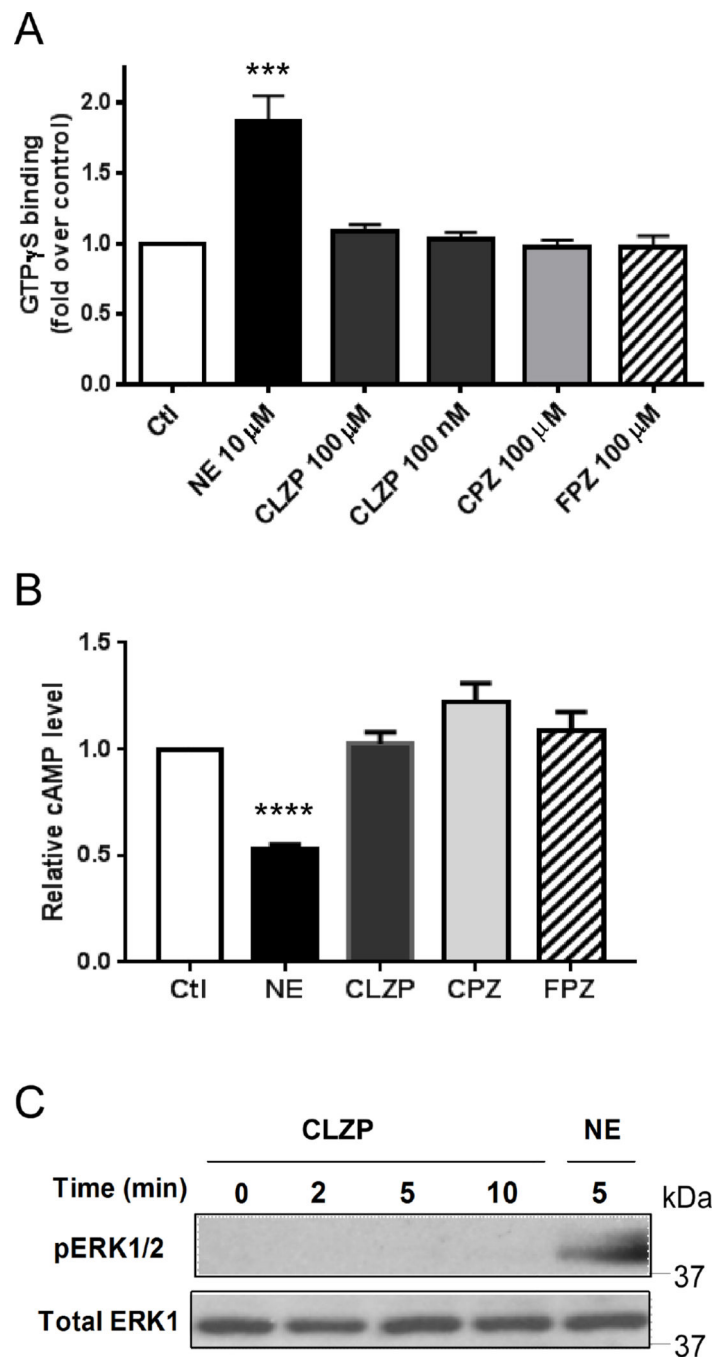 A
GTPγS binding
(fold over control)
2.0
1.5
1.0
0.5
0.0
***
Ctl
NE 10 μM
CLZP 100 μM
CLZP 100 nM
CPZ 100 μM
FPZ 100 μM
B
Relative cAMP level
1.5
1.0
0.5
0.0
****
Ctl
NE
CLZP
CPZ
FPZ
C
CLZP NE
Time (min) 0 2 5 10 5 kDa
pERK1/2
37
Total ERK1
37